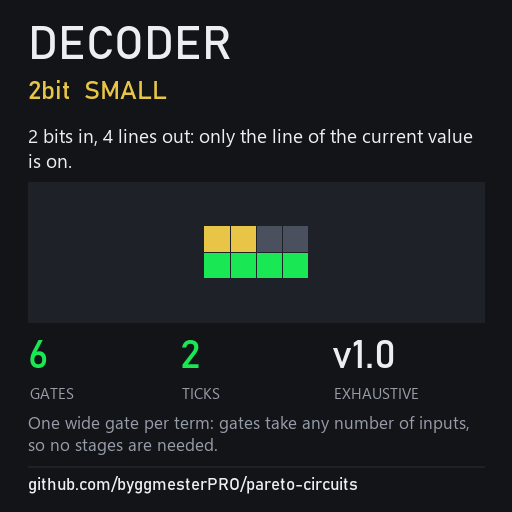 DECODER
2bit SMALL
2 bits in, 4 lines out: only the line of the current value
is on.
6 2 v1.0
GATES TICKS EXHAUSTIVE
One wide gate per term: gates take any number of inputs,
so no stages are needed.
github.com/byggmesterPRO/pareto-circuits